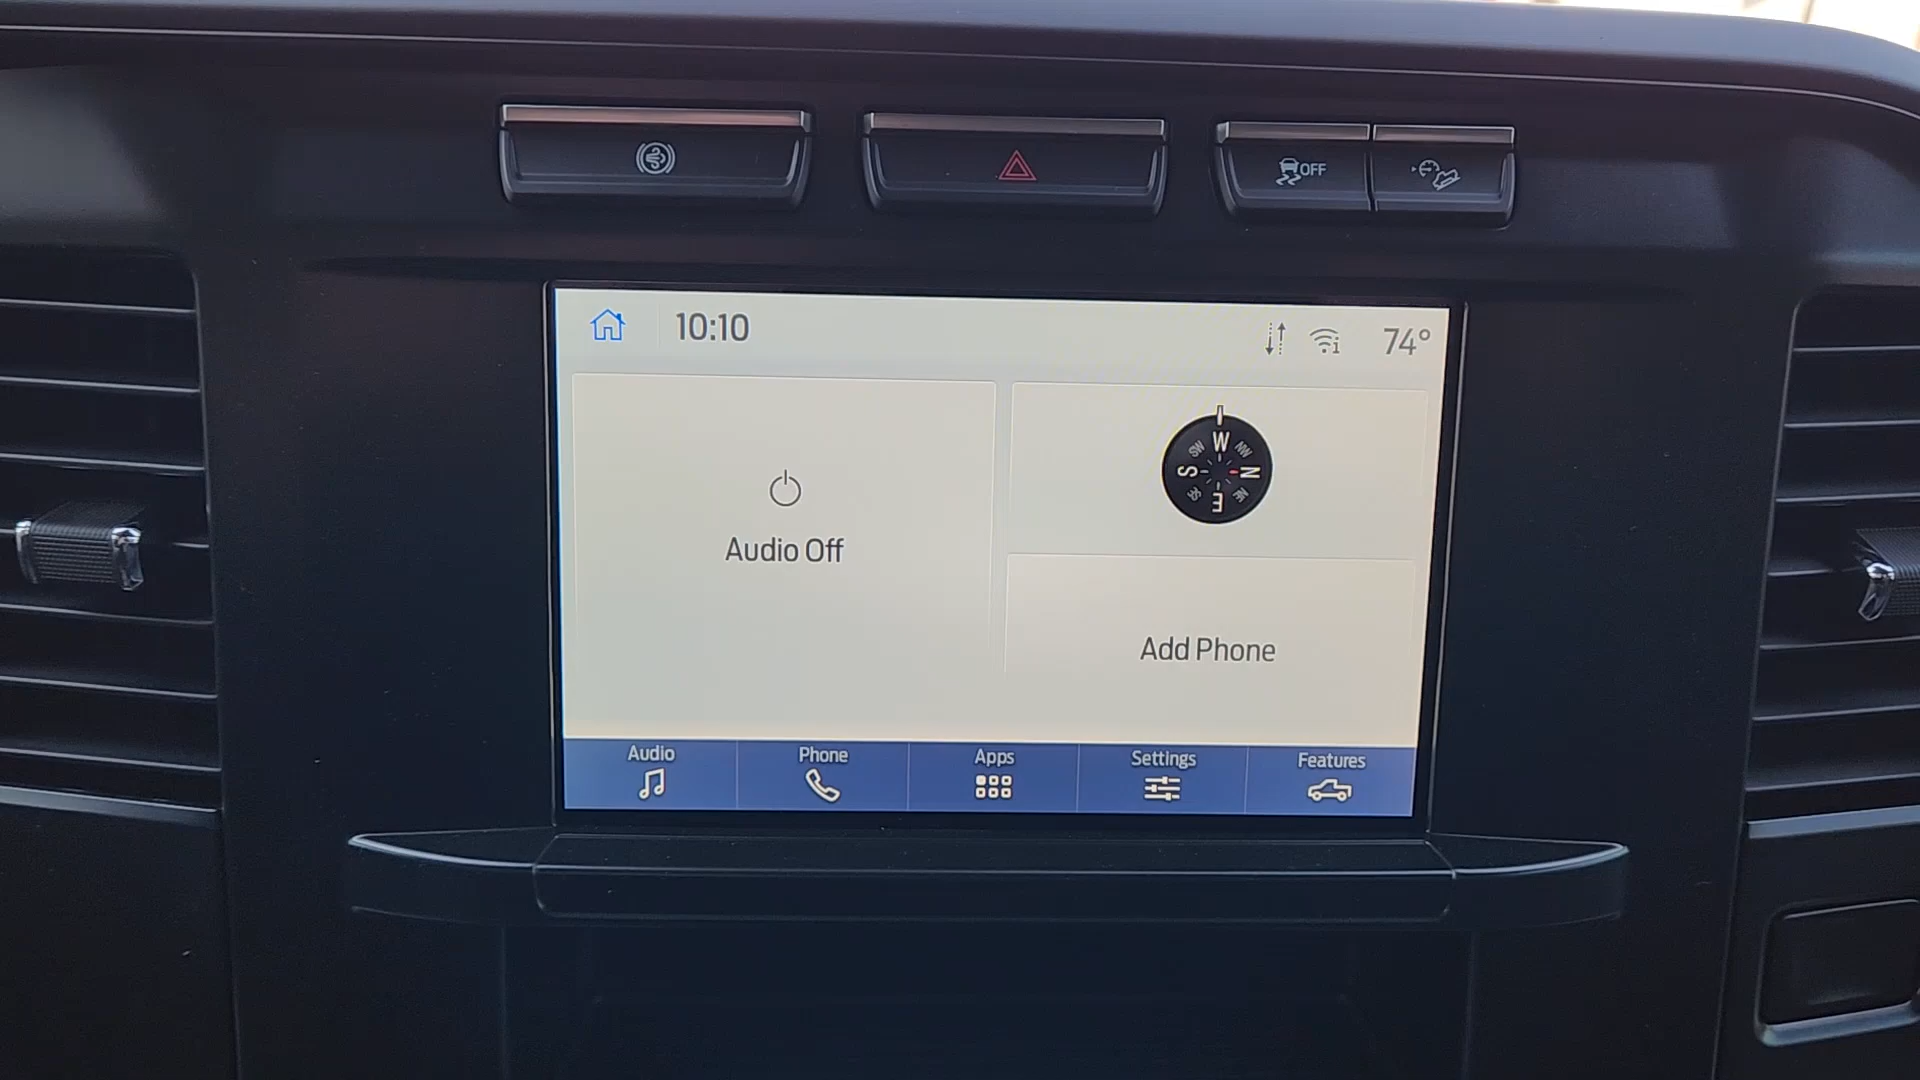 OFF
10:10
74°
W
SW
NW
S
N
SE
NE
E
Audio Off
Add Phone
Audio
Phone
Apps
Settings
Features